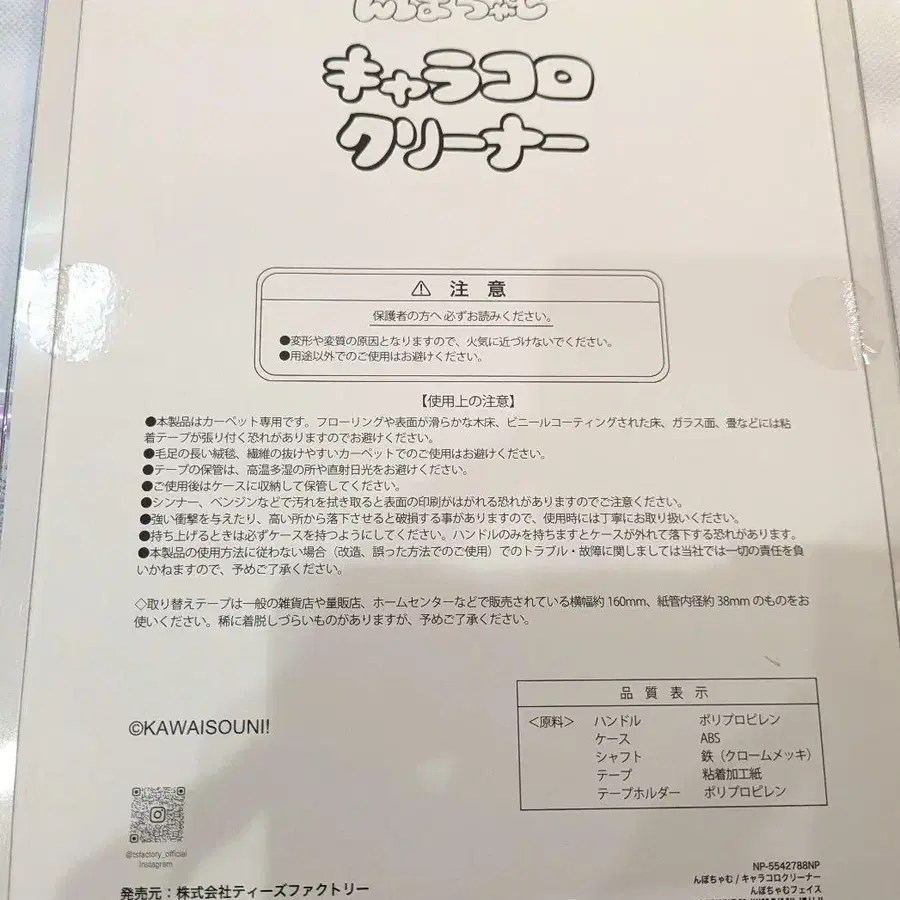 んぽちゃむ
キャラコロ
クリーナー
⚠ 注意
保護者の方へ 必ずお読みください。
●変形や変質の原因となりますので、火気に近づけないでください。
●用途以外でのご使用はお避けください。
【使用上の注意】
●本製品はカーペット専用です。フローリングや表面が滑らかな木床、ビニールコーティングされた床、ガラス面、畳などには粘
着テープが張り付く恐れがありますのでお避けください。
●毛足の長い絨毯、繊維の抜けやすいカーペットでのご使用はお避けください。
●テープの保管は、高温多湿の所や直射日光をお避けください。
●ご使用後はケースに収納して保管してください。
●シンナー、ベンジンなどで汚れを拭き取ると表面の印刷がはがれる恐れがありますのでご注意ください。
●強い衝撃を与えたり、高い所から落下させると破損する事がありますので、使用時には丁寧にお取り扱いください。
●持ち上げるときは必ずケースを持つようにしてください。ハンドルのみを持ちますとケースが外れて落下する恐れがあります。
●本製品の使用方法に従わない場合（改造、誤った方法でのご使用）でのトラブル・故障に関しましては当社では一切の責任を負
いかねますので、予めご了承ください。
◇取り替えテープは一般の雑貨店や量販店、ホームセンターなどで販売されている横幅約160mm、紙管内径約38mmのものをお
使いください。稀に着脱しづらいものがありますが、予めご了承ください。
品質表示
＜原料＞ ハンドル ポリプロピレン
ケース ABS
シャフト 鉄（クロームメッキ）
テープ 粘着加工紙
テープホルダー ポリプロピレン
©KAWAISOUNI!
@tsfactory_official
Instagram
発売元：株式会社ティーズファクトリー
NP-5542788NP
んぽちゃむ / キャラコロクリーナー
んぽちゃむフェイス